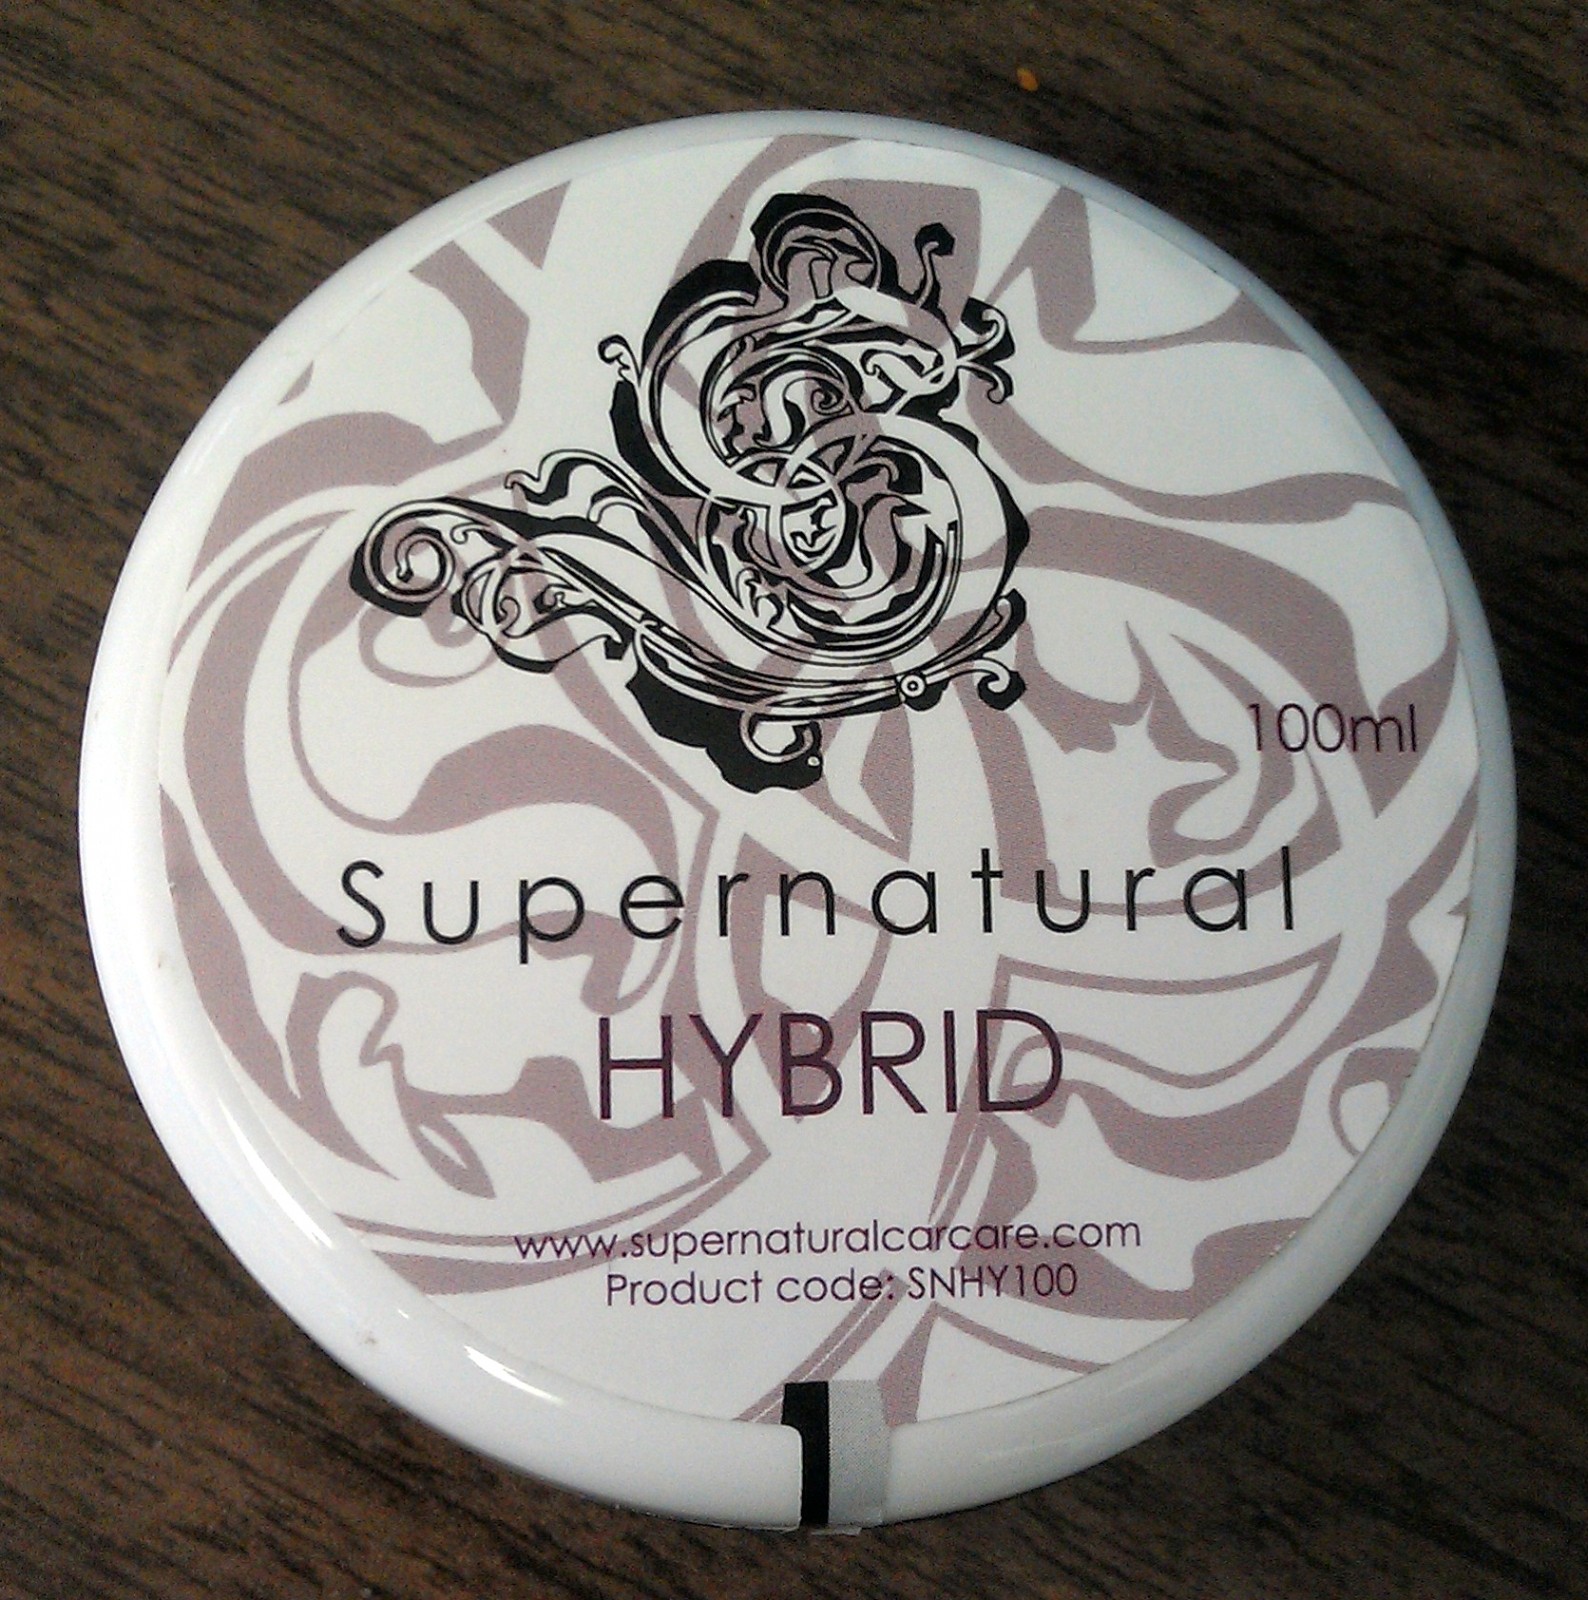 100ml
Supernatural
HYBRID
www.supernaturalcarcare.com
Product code: SNHY100